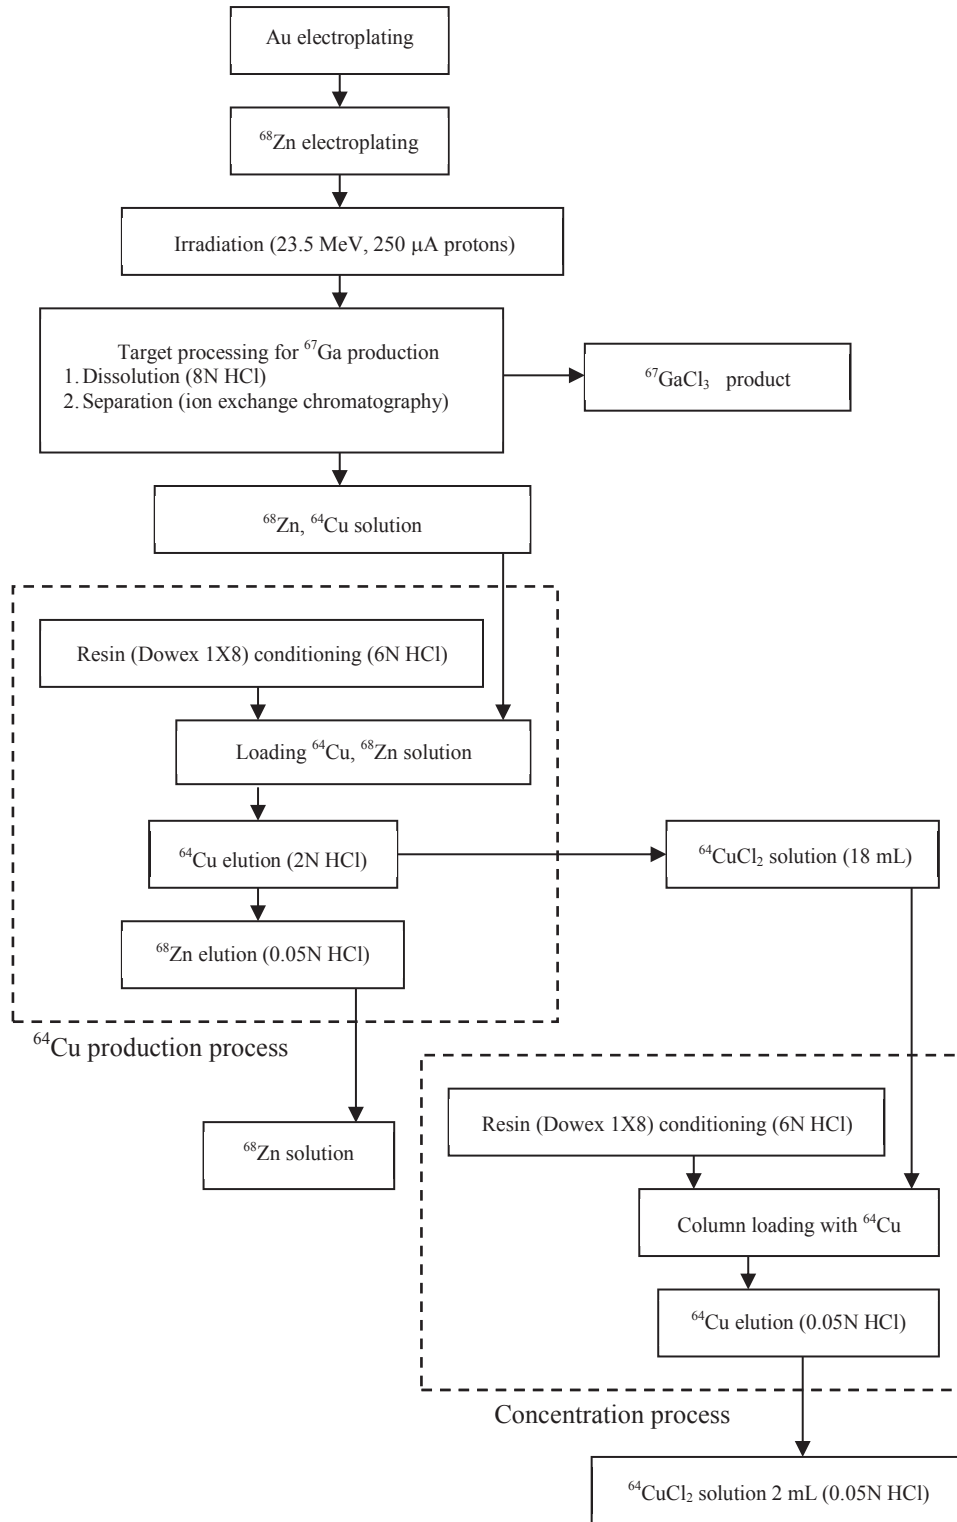 Au electroplating
⁶⁸Zn electroplating
Irradiation (23.5 MeV, 250 μA protons)
Target processing for ⁶⁷Ga production
1. Dissolution (8N HCl)
2. Separation (ion exchange chromatography)
⁶⁷GaCl₃ product
⁶⁸Zn, ⁶⁴Cu solution
Resin (Dowex 1X8) conditioning (6N HCl)
Loading ⁶⁴Cu, ⁶⁸Zn solution
⁶⁴Cu elution (2N HCl)
⁶⁴CuCl₂ solution (18 mL)
⁶⁸Zn elution (0.05N HCl)
⁶⁴Cu production process
⁶⁸Zn solution
Resin (Dowex 1X8) conditioning (6N HCl)
Column loading with ⁶⁴Cu
⁶⁴Cu elution (0.05N HCl)
Concentration process
⁶⁴CuCl₂ solution 2 mL (0.05N HCl)